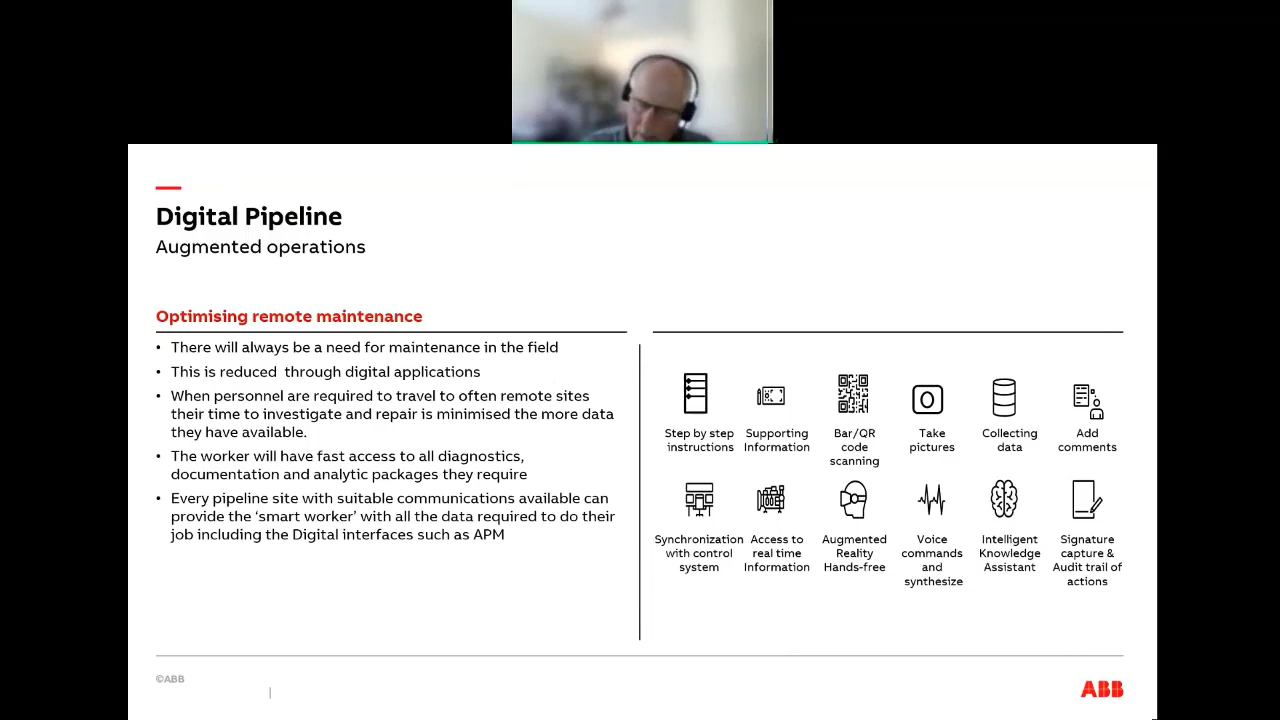 Digital Pipeline
Augmented operations
Optimising remote maintenance
• There will always be a need for maintenance in the field
• This is reduced through digital applications
• When personnel are required to travel to often remote sites
their time to investigate and repair is minimised the more data
they have available.
• The worker will have fast access to all diagnostics,
documentation and analytic packages they require
• Every pipeline site with suitable communications available can
provide the ‘smart worker’ with all the data required to do their
job including the Digital interfaces such as APM
Step by step
instructions
Supporting
Information
Bar/QR
code
scanning
Take
pictures
Collecting
data
Add
comments
Synchronization
with control
system
Access to
real time
Information
Augmented
Reality
Hands-free
Voice
commands
and
synthesize
Intelligent
Knowledge
Assistant
Signature
capture &
Audit trail of
actions
©ABB
|
ABB